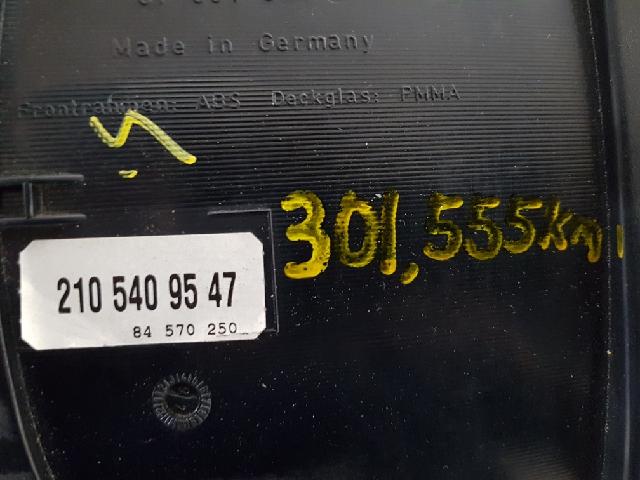 Made in Germany
Frontrahmen: ABS Deckglas: PMMA
301,555km
210 540 95 47
84 570 250